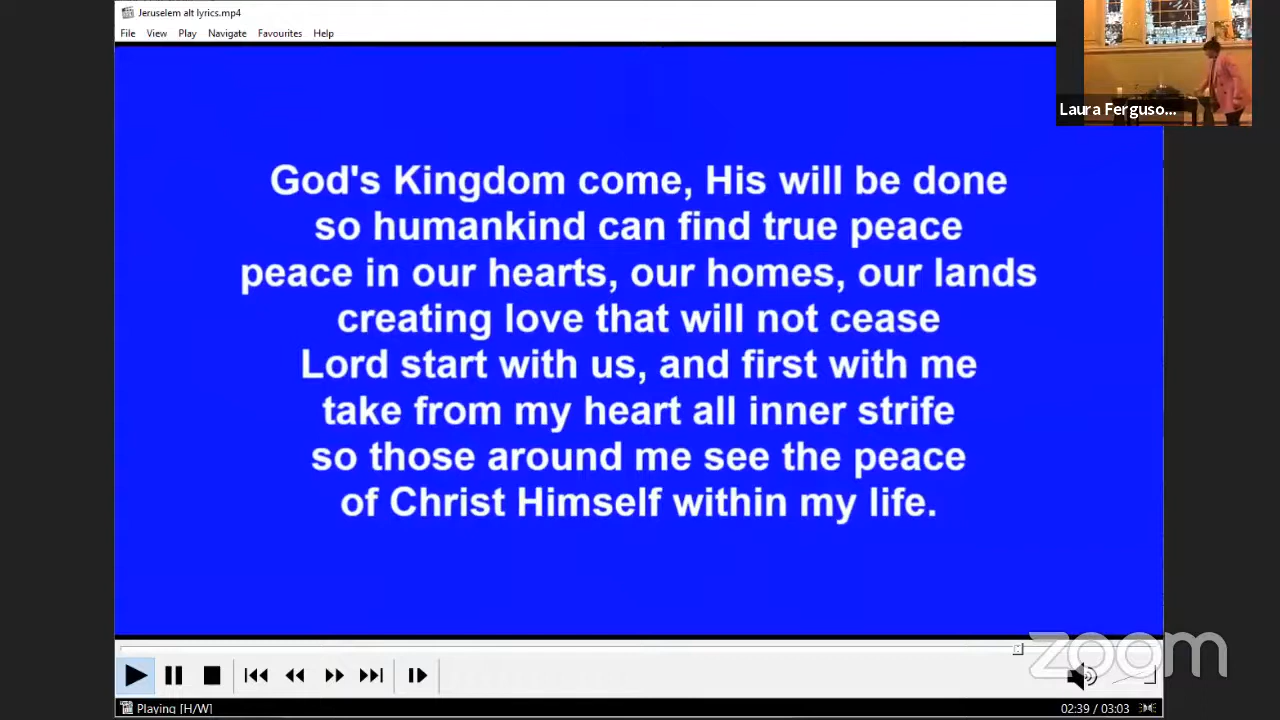 Jeruselem alt lyrics.mp4
File View Play Navigate Favourites Help
Laura Ferguso...
God's Kingdom come, His will be done
so humankind can find true peace
peace in our hearts, our homes, our lands
creating love that will not cease
Lord start with us, and first with me
take from my heart all inner strife
so those around me see the peace
of Christ Himself within my life.
zoom
Playing [H/W]
02:39 / 03:03